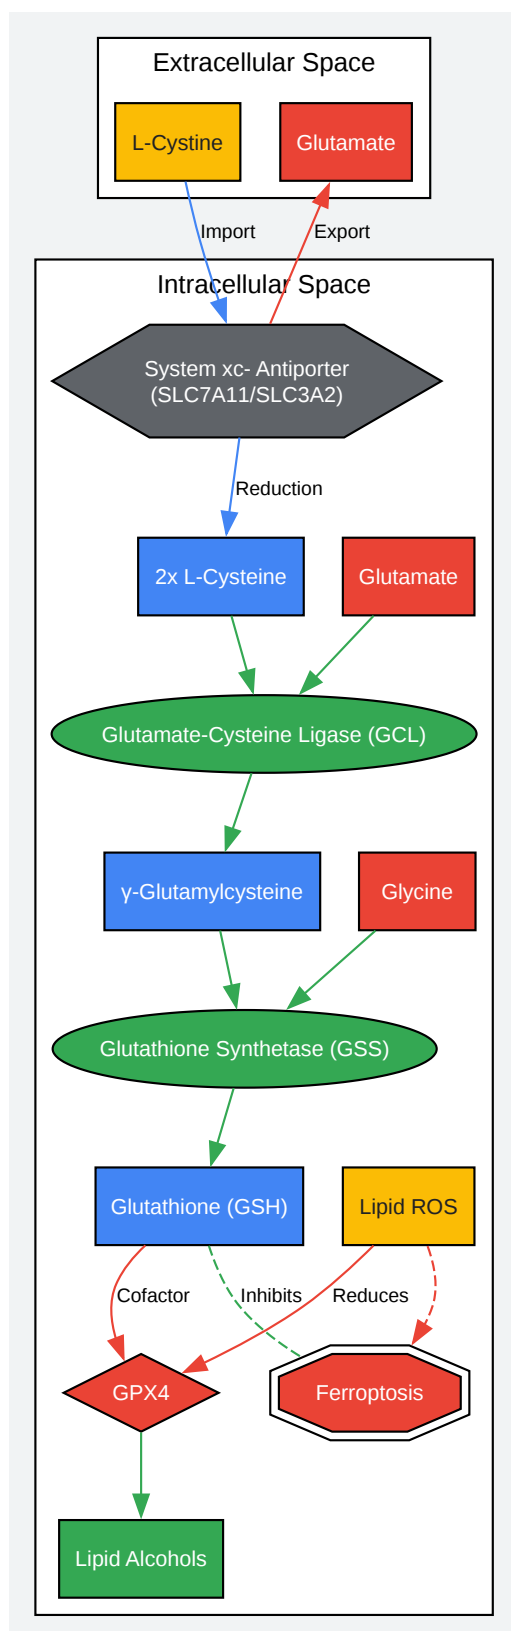 Extracellular Space
L-Cystine
Glutamate
Import
Export
Intracellular Space
System xc- Antiporter
(SLC7A11/SLC3A2)
Reduction
2x L-Cysteine
Glutamate
Glutamate-Cysteine Ligase (GCL)
γ-Glutamylcysteine
Glycine
Glutathione Synthetase (GSS)
Glutathione (GSH)
Lipid ROS
Cofactor
Inhibits
Reduces
GPX4
Ferroptosis
Lipid Alcohols